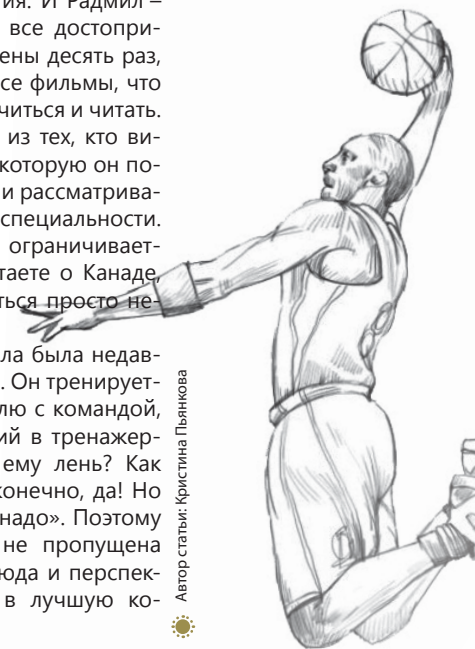 ния. И Радмил –
все достопри-
ены десять раз,
се фильмы, что
читься и читать.
из тех, кто ви-
которую он по-
и рассматрива-
специальности.
ограничивает-
таете о Канаде,
ться просто не-
ла была недав-
. Он тренирует-
лю с командой,
ий в тренажер-
ему лень? Как
конечно, да! Но
надо». Поэтому
не пропущена
юда и перспек-
в лучшую ко-
Автор статьи: Кристина Пьянкова